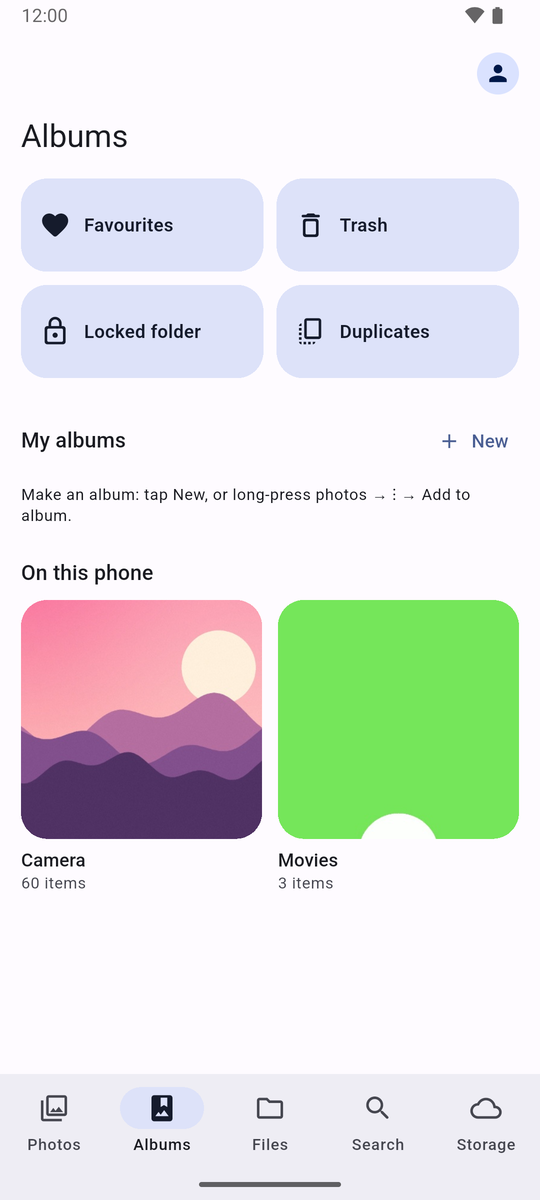 12:00
Albums
Favourites
Trash
Locked folder
Duplicates
My albums
+ New
Make an album: tap New, or long-press photos → ⋮ → Add to
album.
On this phone
Camera
60 items
Movies
3 items
Photos
Albums
Files
Search
Storage